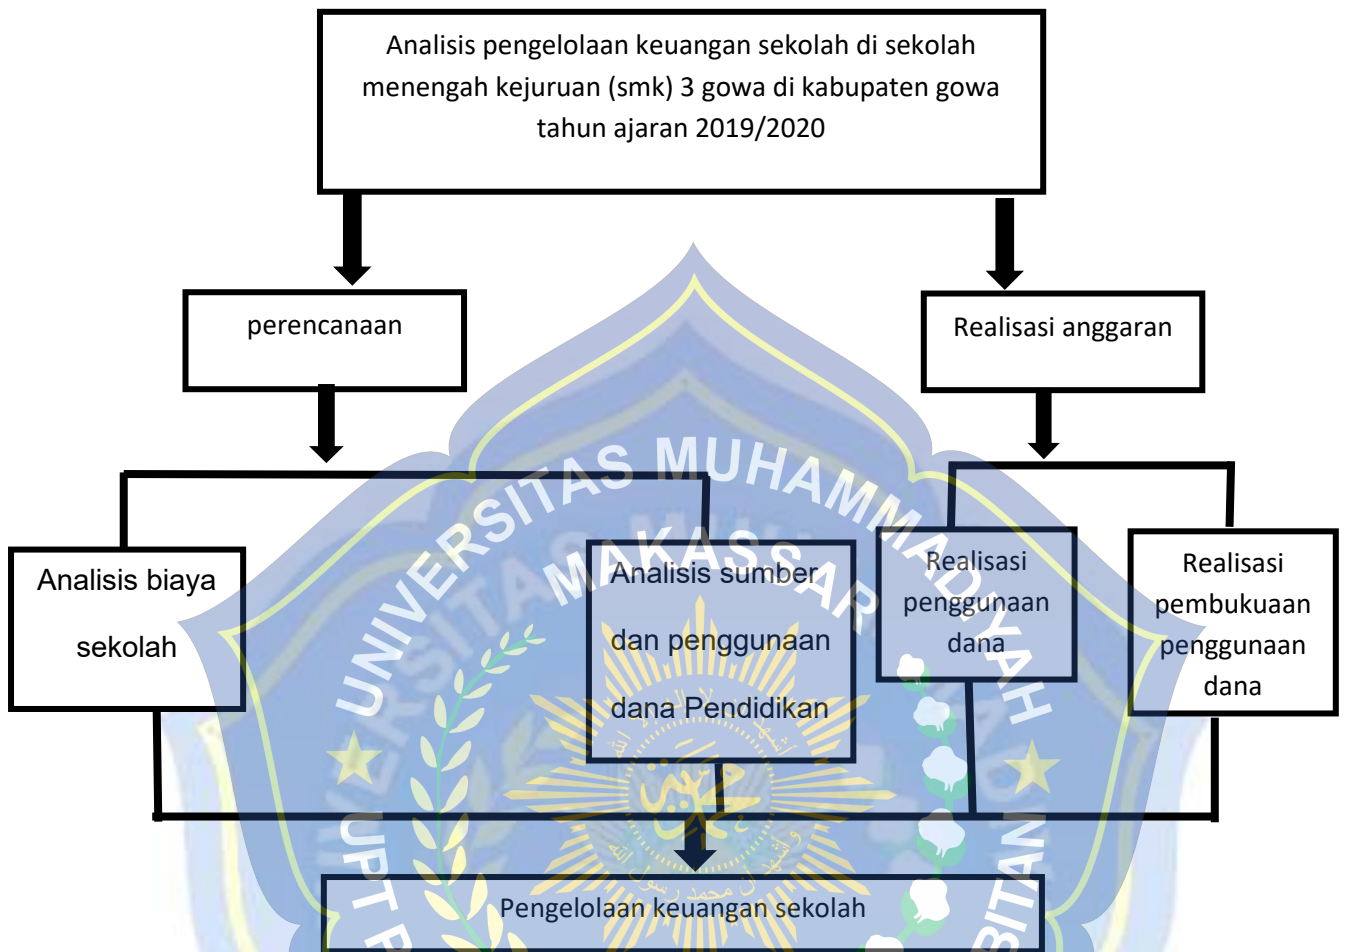 Analisis pengelolaan keuangan sekolah di sekolah
menengah kejuruan (smk) 3 gowa di kabupaten gowa
tahun ajaran 2019/2020
perencanaan
Realisasi anggaran
Analisis biaya
sekolah
Analisis sumber
dan penggunaan
dana Pendidikan
Realisasi
penggunaan
dana
Realisasi
pembukuaan
penggunaan
dana
Pengelolaan keuangan sekolah
UNIVERSITAS MUHAMMADIYAH
MAKASSAR
UPT